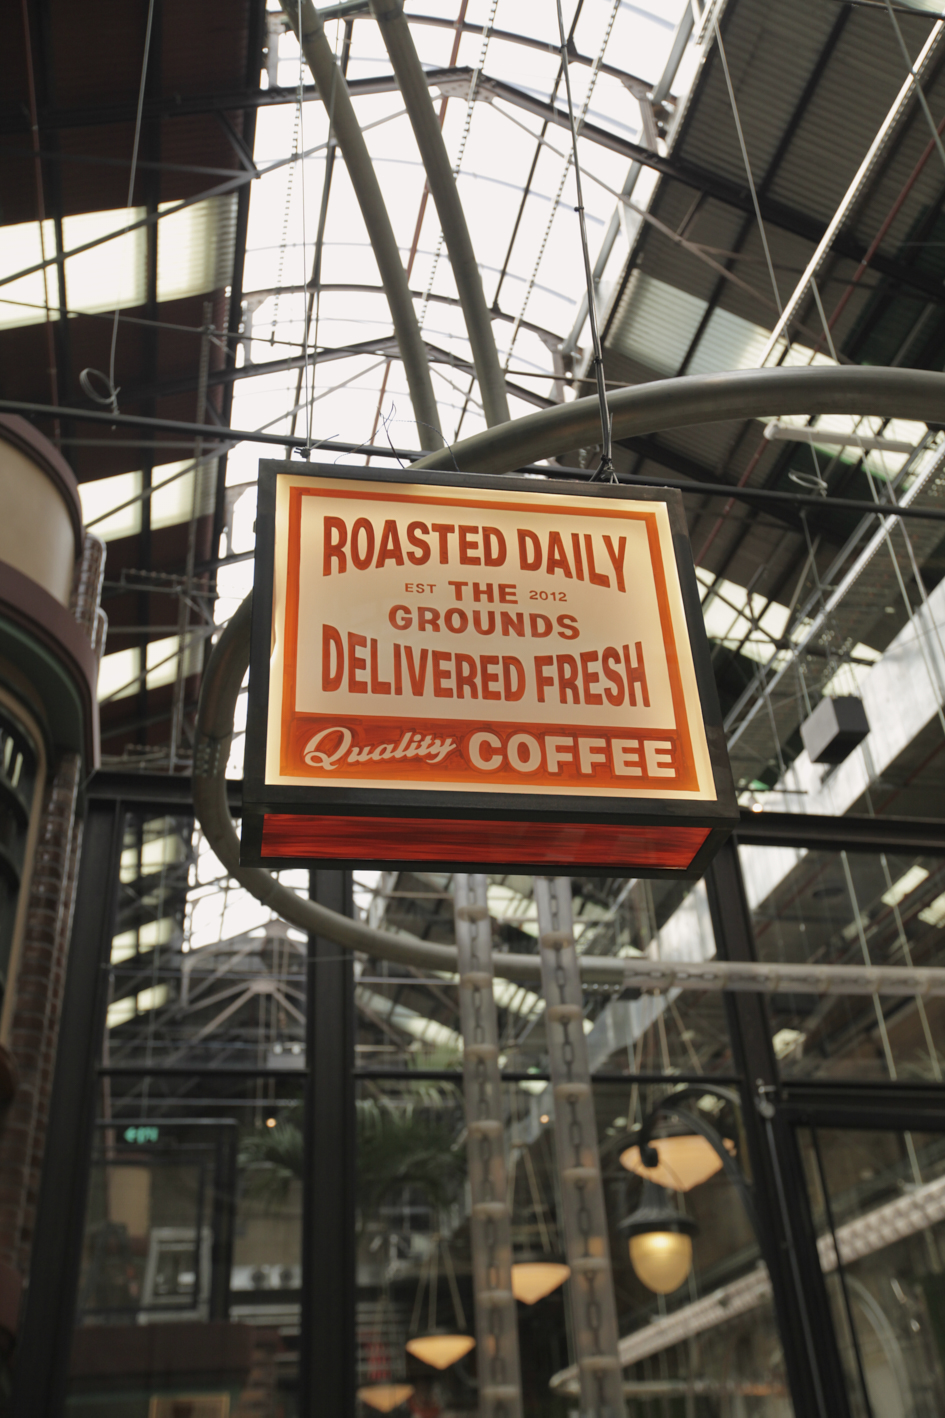 ROASTED DAILY
EST THE 2012
GROUNDS
DELIVERED FRESH
Quality COFFEE